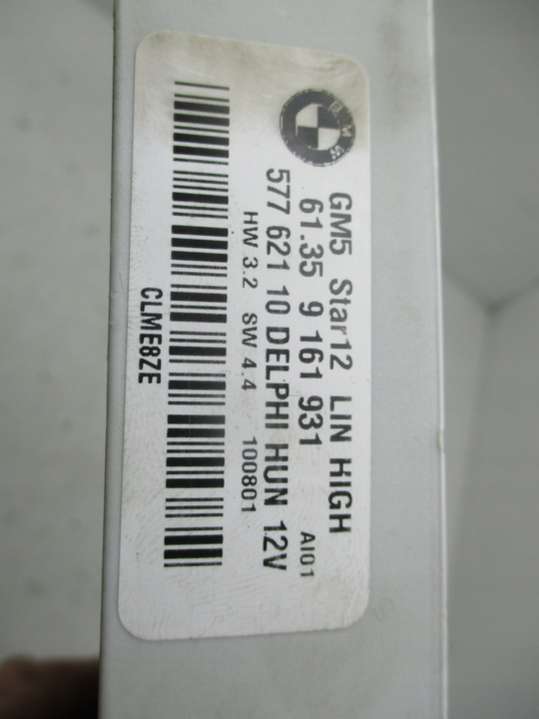 BMW
GM5 Star12 LIN HIGH
61.35 9 161 931 AI01
577 621 10 DELPHI HUN 12V
HW 3.2 SW 4.4 100801
CLME8ZE